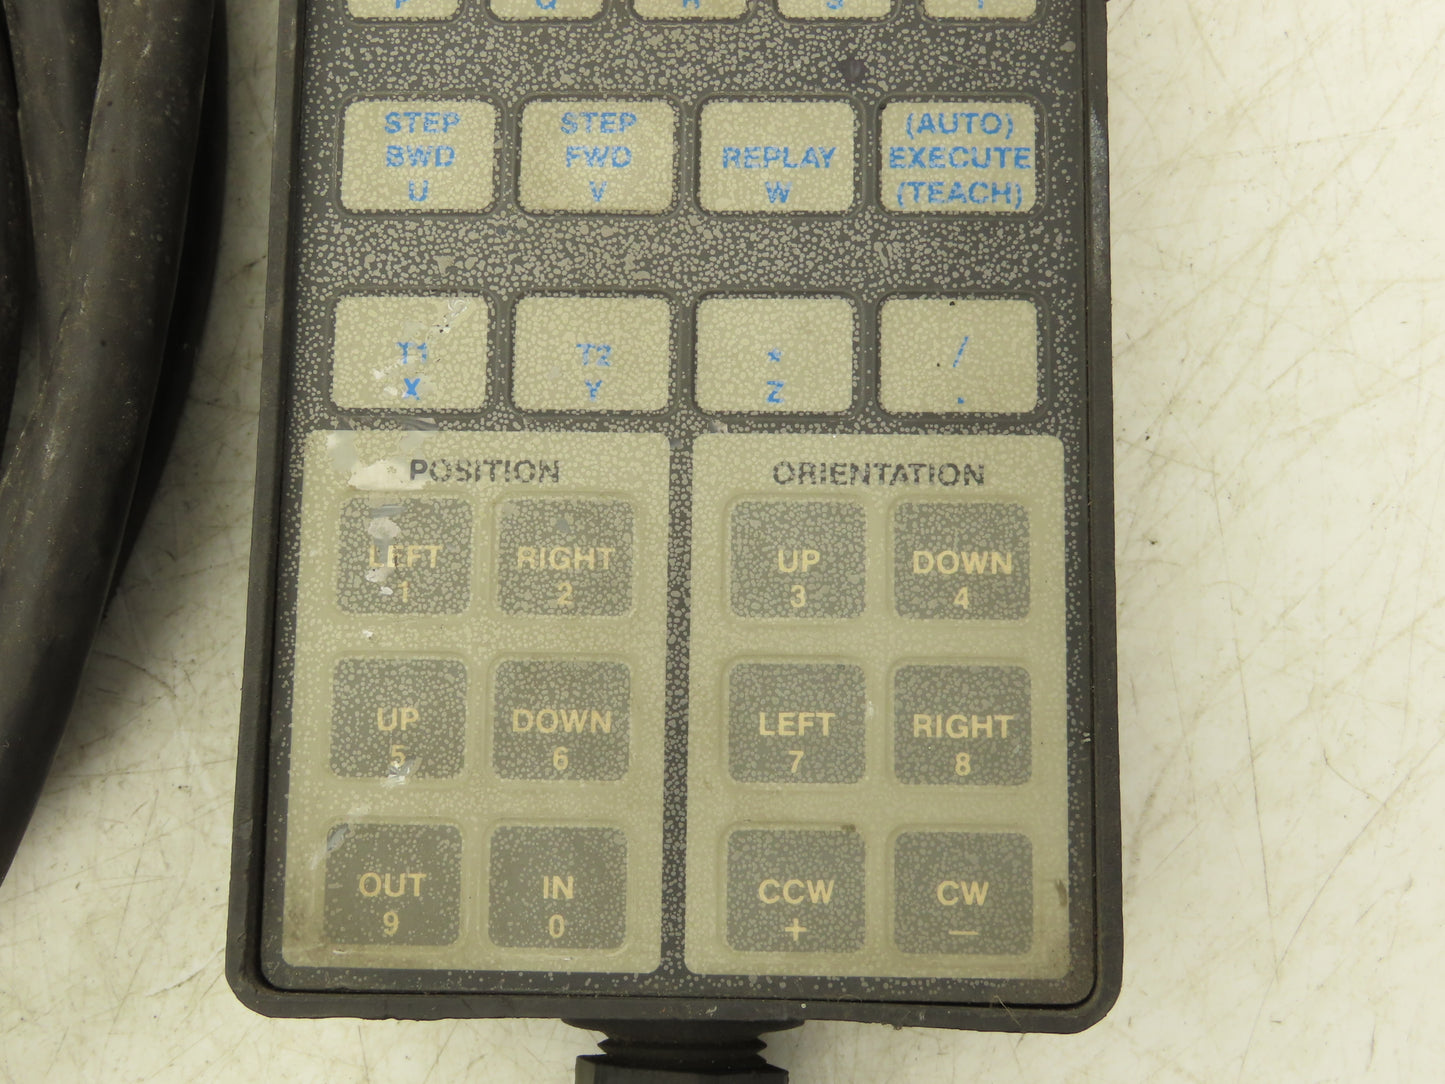 P Q R S T
STEP STEP (AUTO)
BWD FWD REPLAY EXECUTE
U V W (TEACH)
T1 T2 * /
X Y Z .
POSITION ORIENTATION
LEFT RIGHT UP DOWN
1 2 3 4
UP DOWN LEFT RIGHT
5 6 7 8
OUT IN CCW CW
9 0 + −